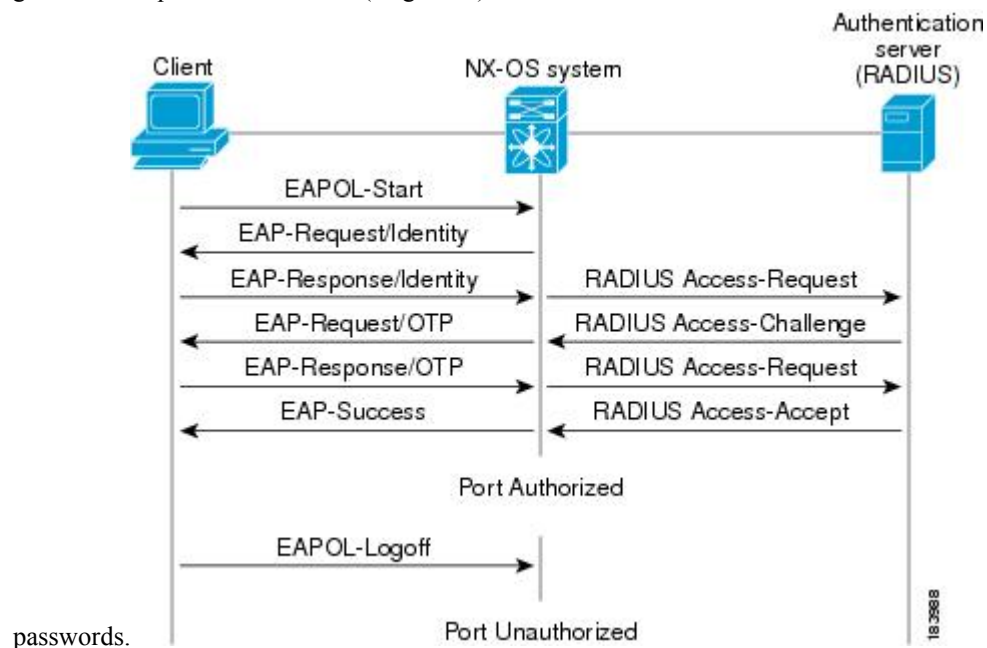 Authentication
server
(RADIUS)
Client
NX-OS system
EAPOL-Start
EAP-Request/Identity
EAP-Response/Identity
RADIUS Access-Request
EAP-Request/OTP
RADIUS Access-Challenge
EAP-Response/OTP
RADIUS Access-Request
EAP-Success
RADIUS Access-Accept
Port Authorized
EAPOL-Logoff
passwords.
Port Unauthorized
183988